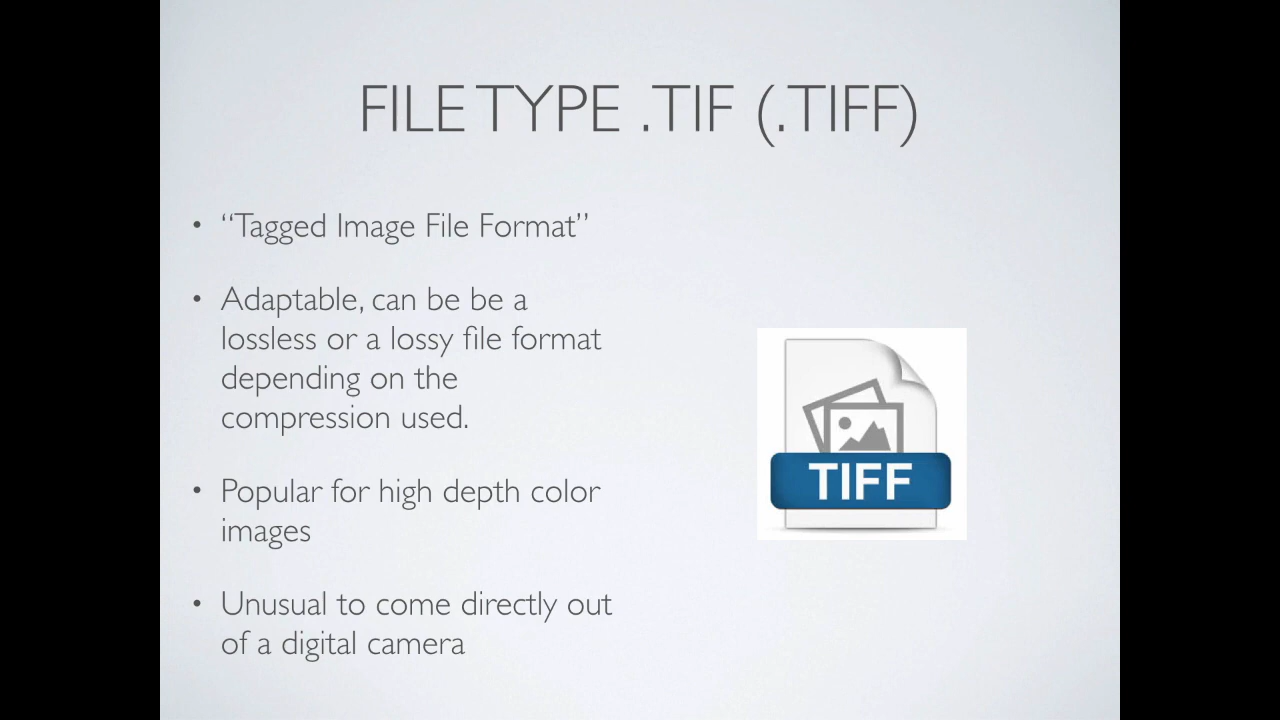 FILE TYPE .TIF (.TIFF)
• “Tagged Image File Format”
• Adaptable, can be be a
lossless or a lossy file format
depending on the
compression used.
• Popular for high depth color
images
• Unusual to come directly out
of a digital camera
TIFF